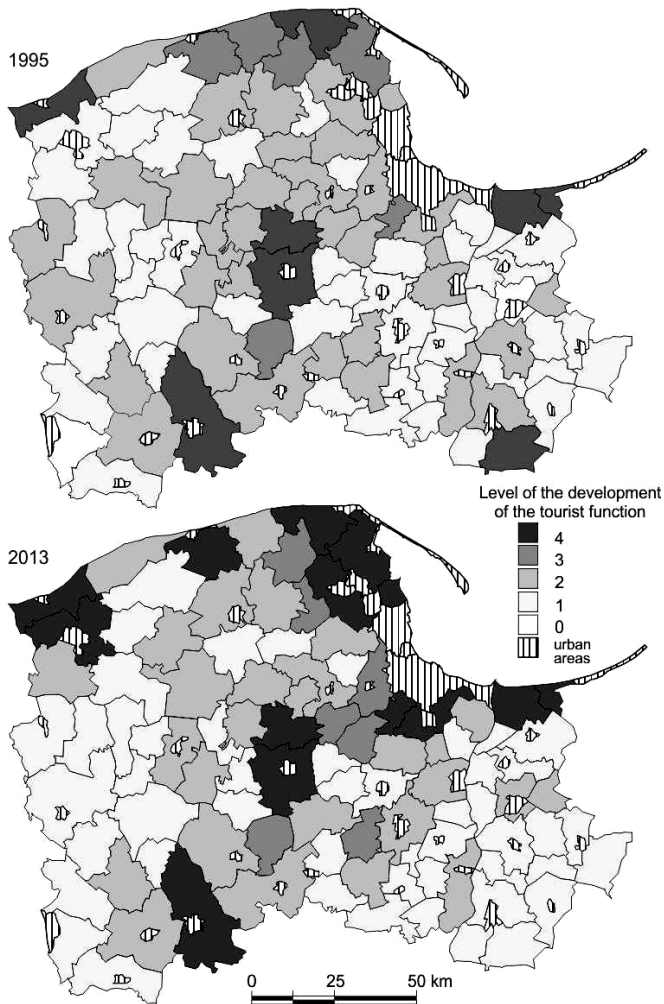 1995
Level of the development
of the tourist function
2013
4
3
2
1
0
urban
areas
0 25 50 km